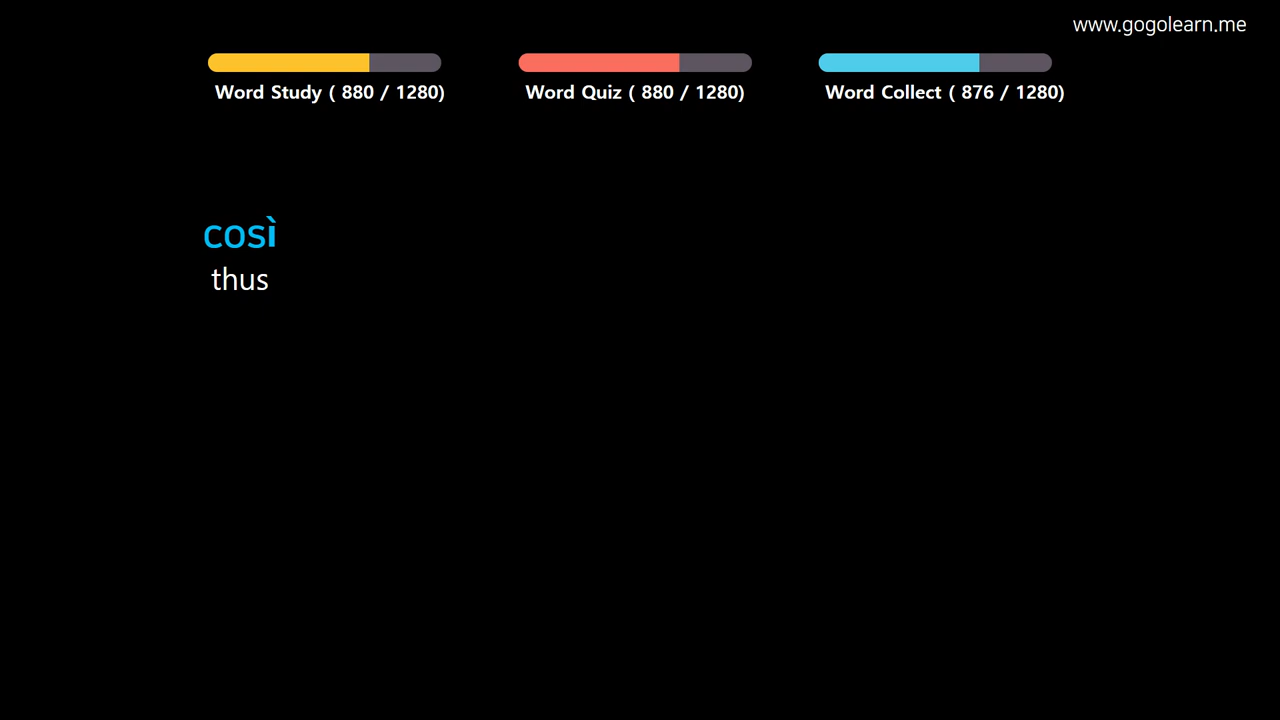 www.gogolearn.me
Word Study ( 880 / 1280)
Word Quiz ( 880 / 1280)
Word Collect ( 876 / 1280)
così
thus